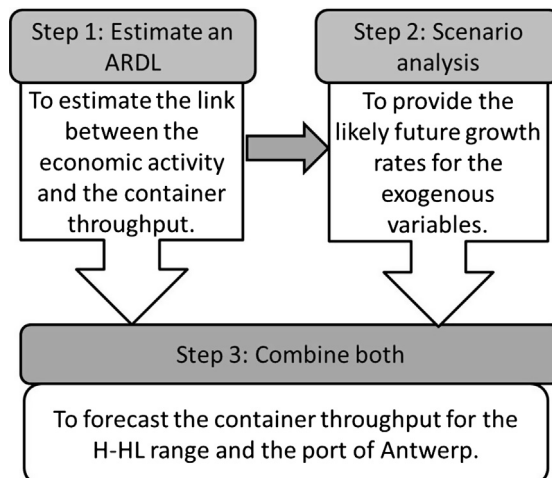 Step 1: Estimate an
ARDL
To estimate the link
between the
economic activity
and the container
throughput.
Step 2: Scenario
analysis
To provide the
likely future growth
rates for the
exogenous
variables.
Step 3: Combine both
To forecast the container throughput for the
H-HL range and the port of Antwerp.